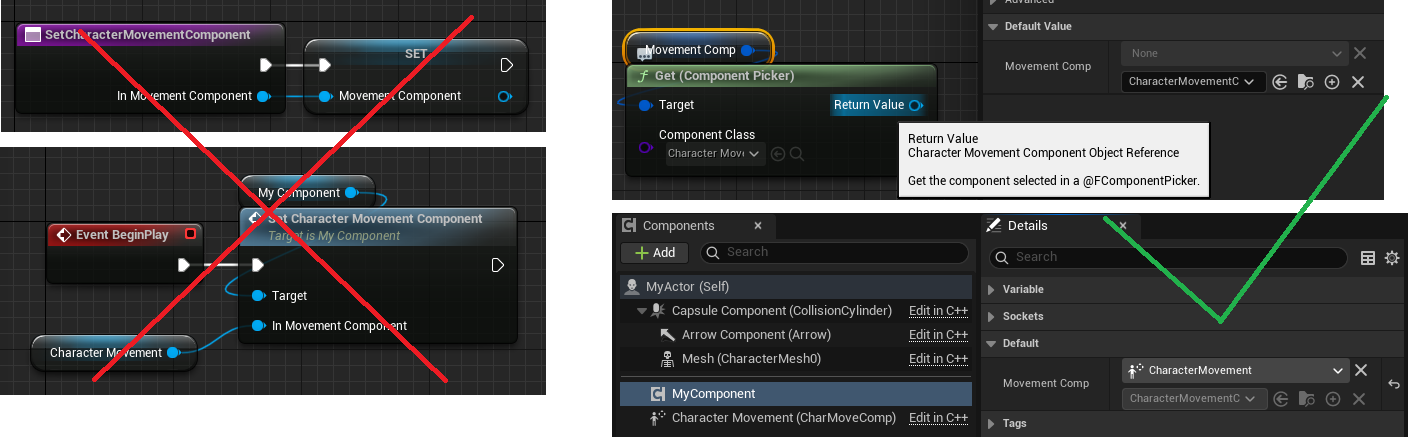 SetCharacterMovementComponent
SET
In Movement Component
Movement Component
My Component
Set Character Movement Component
Target is My Component
Event BeginPlay
Target
In Movement Component
Character Movement
Movement Comp
Get (Component Picker)
Target
Return Value
Component Class
Character Mov
Return Value
Character Movement Component Object Reference
Get the component selected in a @FComponentPicker.
Advanced
Default Value
None
Movement Comp
CharacterMovementC
Components
Add
Search
MyActor (Self)
Capsule Component (CollisionCylinder)
Edit in C++
Arrow Component (Arrow)
Edit in C++
Mesh (CharacterMesh0)
Edit in C++
MyComponent
Character Movement (CharMoveComp)
Edit in C++
Details
Search
Variable
Sockets
Default
CharacterMovement
Movement Comp
CharacterMovementC
Tags